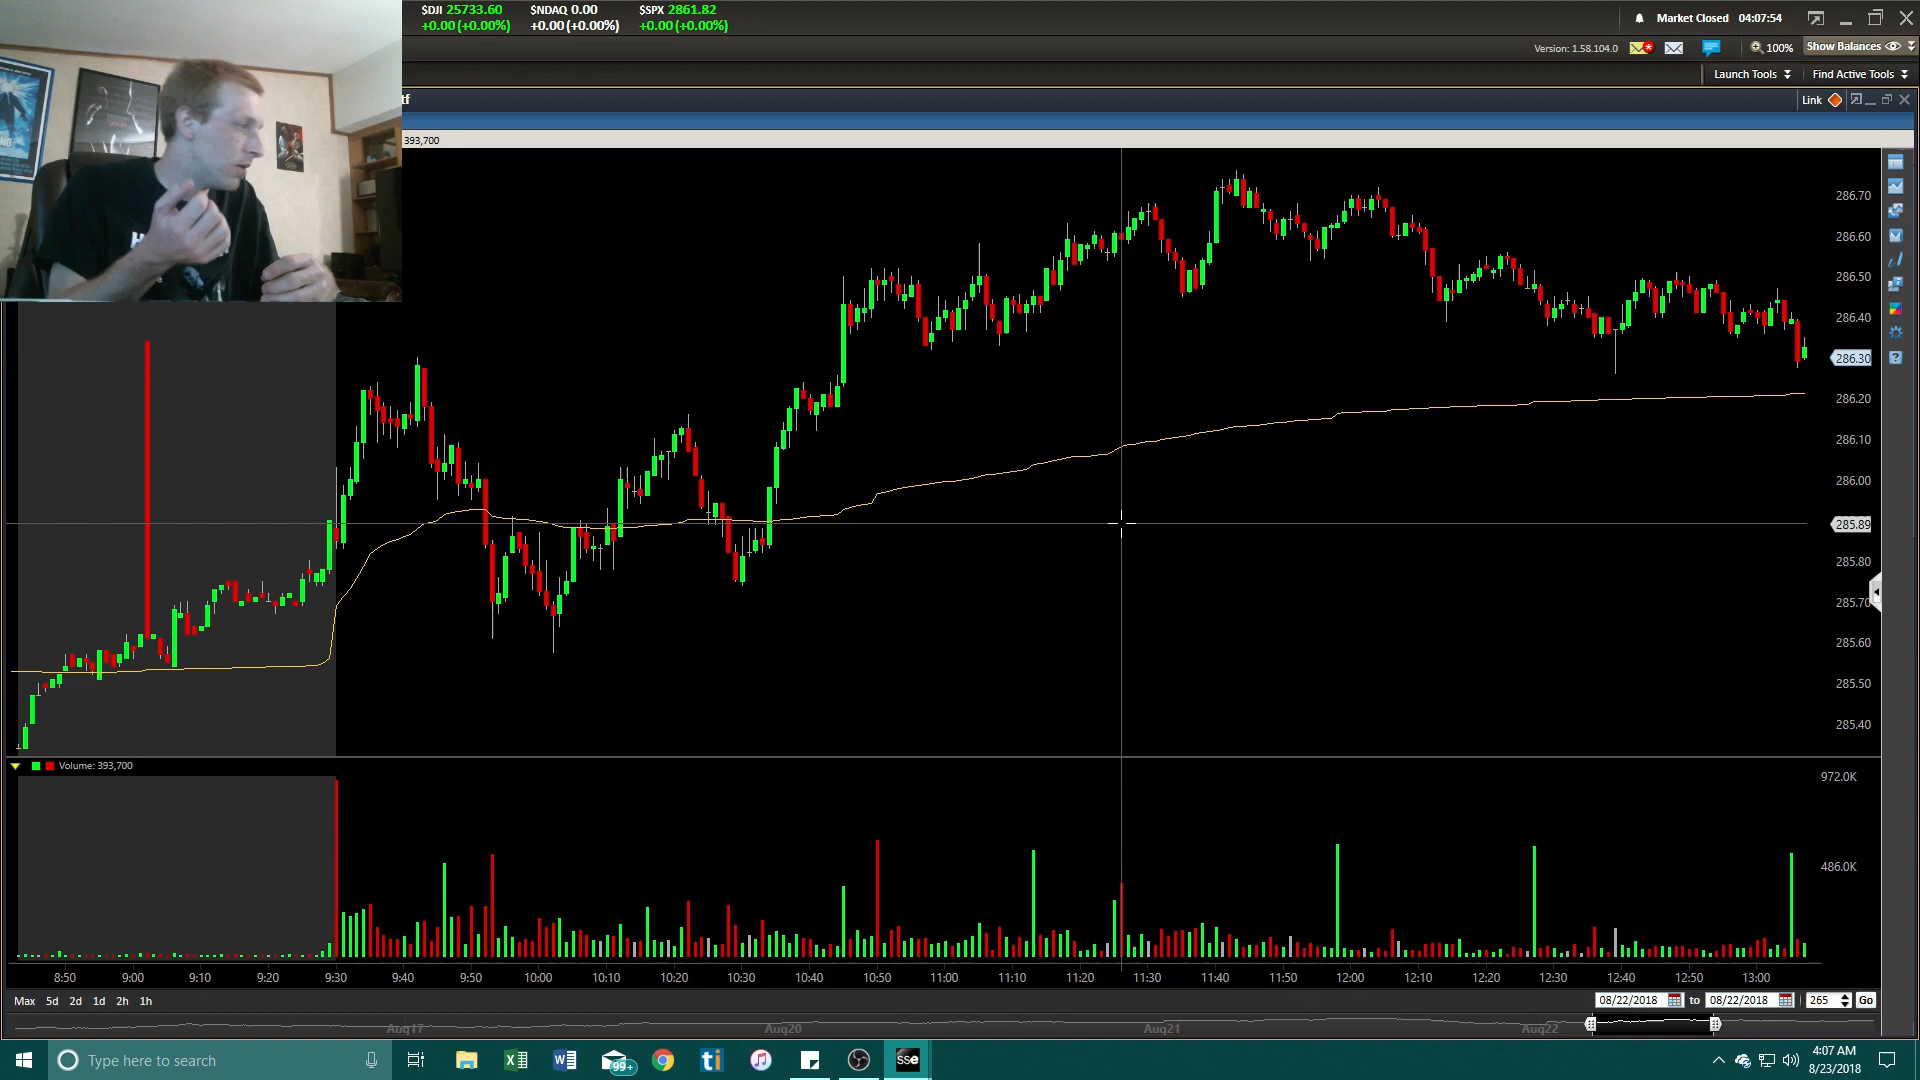 $DJI 25733.60 $NDAQ 0.00 $SPX 2861.82
+0.00 (+0.00%) +0.00 (+0.00%) +0.00 (+0.00%)
Market Closed 04:07:54
Version: 1.58.104.0 100% Show Balances
Launch Tools Find Active Tools
tf Link
393,700
286.70
286.60
286.50
286.40
286.30
286.20
286.10
286.00
285.89
285.80
285.70
285.60
285.50
285.40
Volume: 393,700
972.0K
486.0K
8:50 9:00 9:10 9:20 9:30 9:40 9:50 10:00 10:10 10:20 10:30 10:40 10:50 11:00 11:10 11:20 11:30 11:40 11:50 12:00 12:10 12:20 12:30 12:40 12:50 13:00
Max 5d 2d 1d 2h 1h 08/22/2018 to 08/22/2018 265 Go
Aug17 Aug20 Aug21 Aug22
Type here to search 99+ ti sse 4:07 AM
8/23/2018